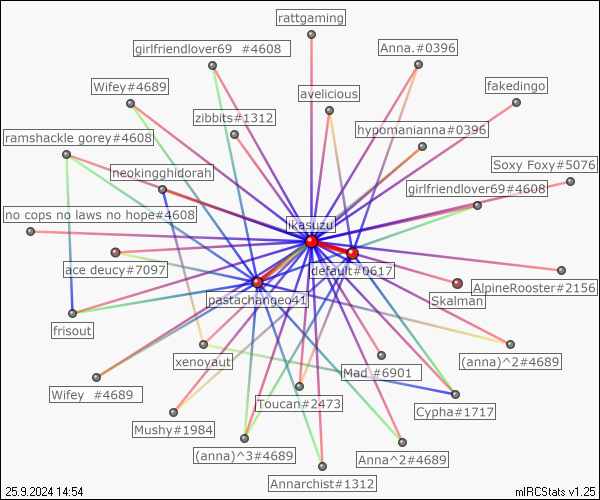 rattgaming
girlfriendlover69 #4608
Anna.#0396
Wifey#4689
avelicious
fakedingo
zibbits#1312
hypomanianna#0396
ramshackle gorey#4608
neokingghidorah
Soxy Foxy#5076
girlfriendlover69#4608
no cops no laws no hope#4608
ikasuzu
ace deucy#7097
default#0617
AlpineRooster#2156
pastachangeo41
Skalman
frisout
xenoyaut
(anna)^2#4689
Mad #6901
Wifey #4689
Toucan#2473
Cypha#1717
Mushy#1984
(anna)^3#4689
Anna^2#4689
Annarchist#1312
25.9.2024 14:54
mIRCStats v1.25